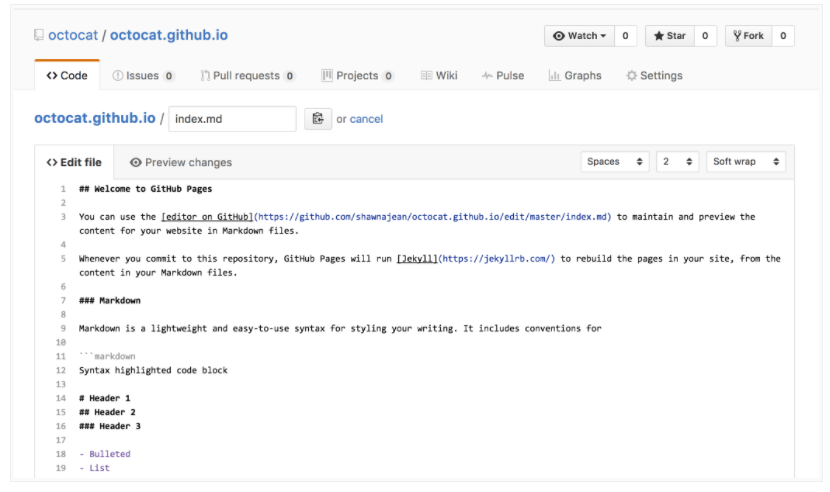 octocat / octocat.github.io
Watch 0 Star 0 Fork 0
Code Issues 0 Pull requests 0 Projects 0 Wiki Pulse Graphs Settings
octocat.github.io / index.md or cancel
Edit file Preview changes Spaces 2 Soft wrap
1 ## Welcome to GitHub Pages
2
3 You can use the [editor on GitHub](https://github.com/shawnajean/octocat.github.io/edit/master/index.md) to maintain and preview the
content for your website in Markdown files.
4
5 Whenever you commit to this repository, GitHub Pages will run [Jekyll](https://jekyllrb.com/) to rebuild the pages in your site, from the
content in your Markdown files.
6
7 ### Markdown
8
9 Markdown is a lightweight and easy-to-use syntax for styling your writing. It includes conventions for
10
11 ```markdown
12 Syntax highlighted code block
13
14 # Header 1
15 ## Header 2
16 ### Header 3
17
18 - Bulleted
19 - List